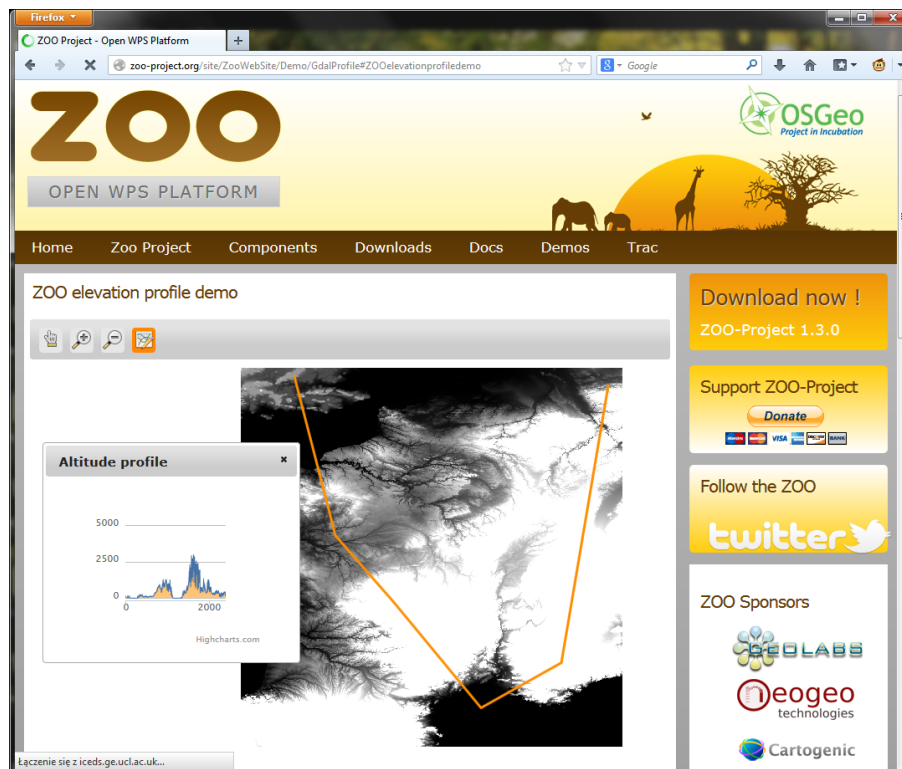 Firefox
ZOO Project - Open WPS Platform
zoo-project.org/site/ZooWebSite/Demo/GdalProfile#ZOOelevationprofiledemo
Google
ZOO
OPEN WPS PLATFORM
OSGeo
Project in Incubation
Home Zoo Project Components Downloads Docs Demos Trac
ZOO elevation profile demo
Download now !
ZOO-Project 1.3.0
Support ZOO-Project
Donate
VISA
BANK
Altitude profile
5000
2500
0
0 2000
Highcharts.com
Follow the ZOO
twitter
ZOO Sponsors
GEOLABS
neogeo
technologies
Cartogenic
Łączenie się z iceds.ge.ucl.ac.uk...